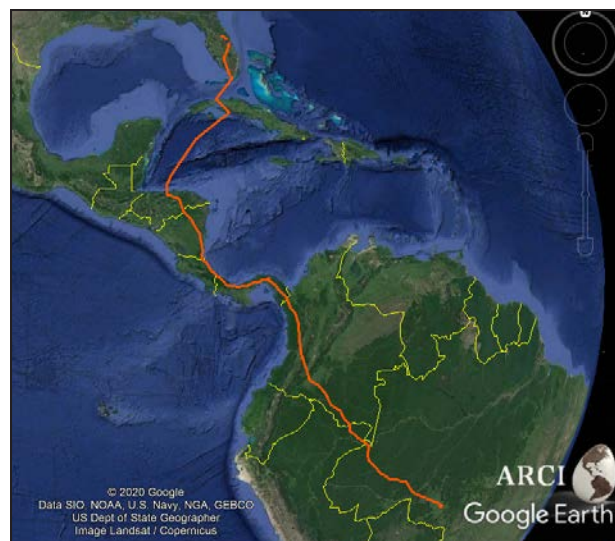 ARCI
© 2020 Google
Data SIO, NOAA, U.S. Navy, NGA, GEBCO
US Dept of State Geographer
Image Landsat / Copernicus
Google Earth